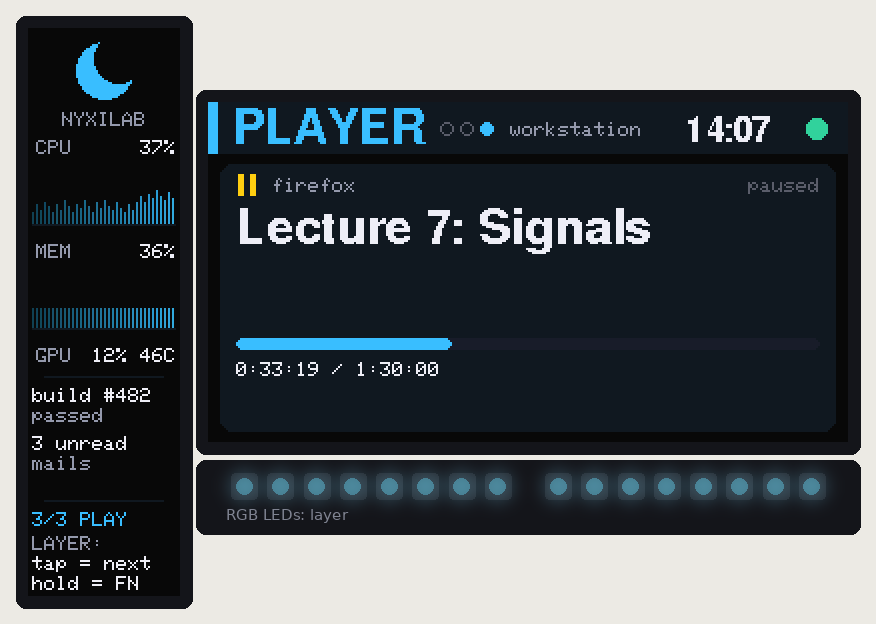 NYXILAB
CPU 37%
MEM 36%
GPU 12% 46C
build #482
passed
3 unread
mails
3/3 PLAY
LAYER:
tap = next
hold = FN
PLAYER workstation 14:07
firefox paused
Lecture 7: Signals
0:33:19 / 1:30:00
RGB LEDs: layer